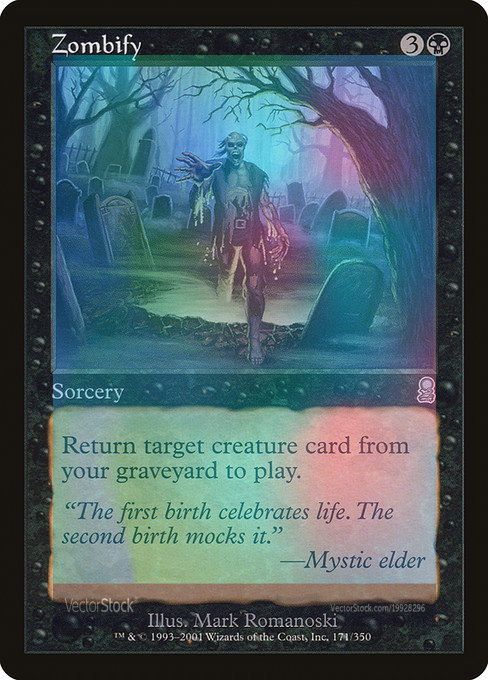 Zombify 3
Sorcery
Return target creature card from
your graveyard to play.
“The first birth celebrates life. The
second birth mocks it.”
—Mystic elder
VectorStock
VectorStock.com/19928296
Illus. Mark Romanoski
™ & © 1993–2001 Wizards of the Coast, Inc. 171/350